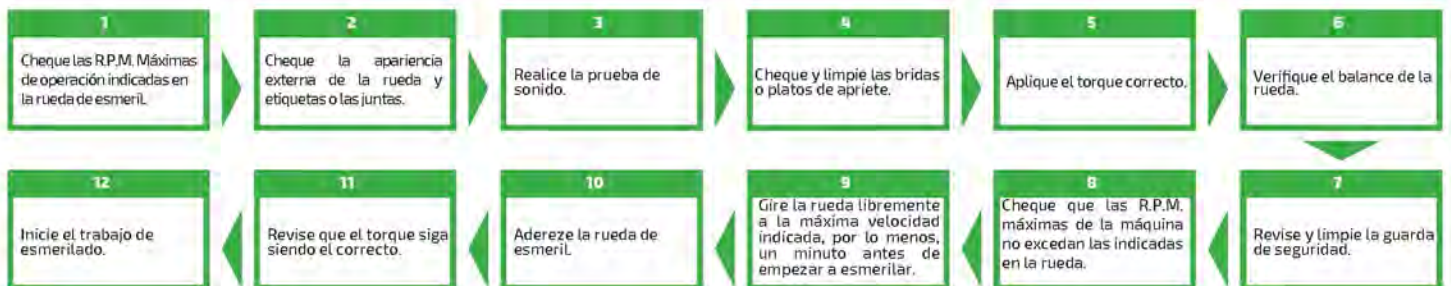 1
Cheque las R.P.M. Máximas
de operación indicadas en
la rueda de esmeril.
2
Cheque la apariencia
externa de la rueda y
etiquetas o las juntas.
3
Realice la prueba de
sonido.
4
Cheque y limpie las bridas
o platos de apriete.
5
Aplique el torque correcto.
6
Verifique el balance de la
rueda.
7
Revise y limpie la guarda
de seguridad.
8
Cheque que las R.P.M.
máximas de la máquina
no excedan las indicadas
en la rueda.
9
Gire la rueda libremente
a la máxima velocidad
indicada, por lo menos,
un minuto antes de
empezar a esmerilar.
10
Adereze la rueda de
esmeril.
11
Revise que el torque siga
siendo el correcto.
12
Inicie el trabajo de
esmerilado.